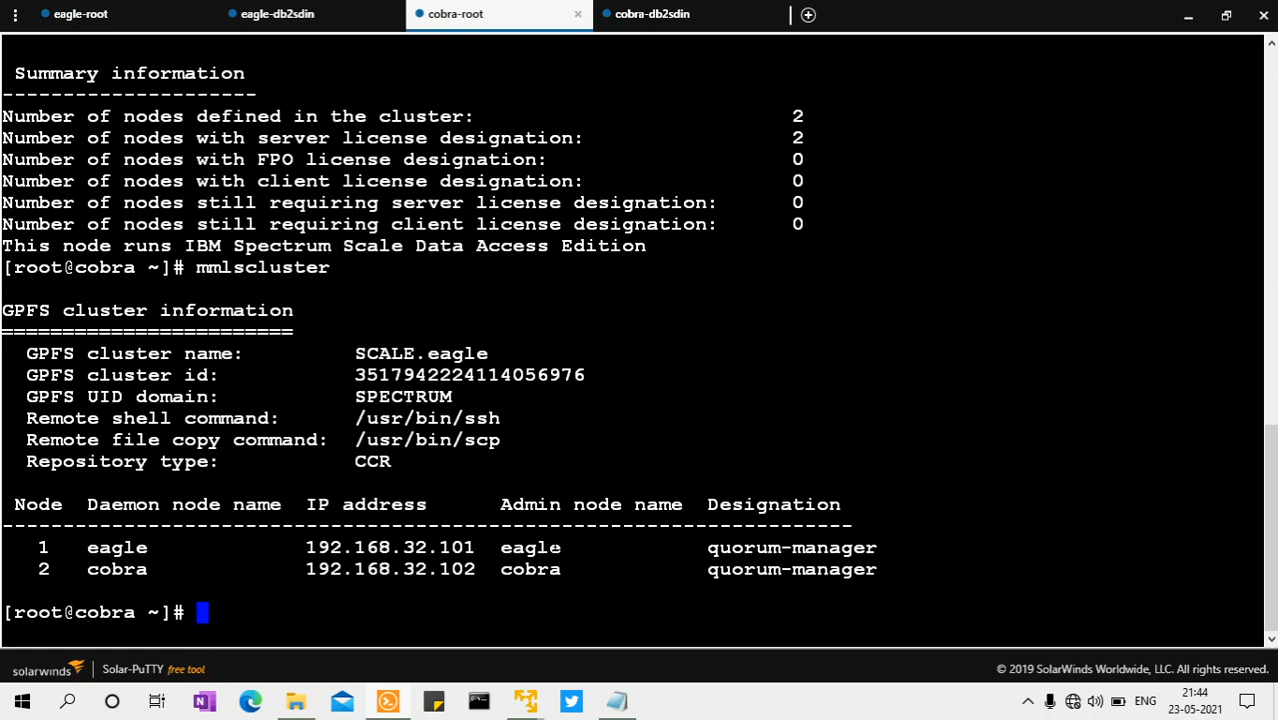 eagle-root eagle-db2sdin cobra-root cobra-db2sdin
Summary information
---------------------
Number of nodes defined in the cluster: 2
Number of nodes with server license designation: 2
Number of nodes with FPO license designation: 0
Number of nodes with client license designation: 0
Number of nodes still requiring server license designation: 0
Number of nodes still requiring client license designation: 0
This node runs IBM Spectrum Scale Data Access Edition
[root@cobra ~]# mmlscluster
GPFS cluster information
========================
GPFS cluster name: SCALE.eagle
GPFS cluster id: 3517942224114056976
GPFS UID domain: SPECTRUM
Remote shell command: /usr/bin/ssh
Remote file copy command: /usr/bin/scp
Repository type: CCR
Node Daemon node name IP address Admin node name Designation
----------------------------------------------------------------------
1 eagle 192.168.32.101 eagle quorum-manager
2 cobra 192.168.32.102 cobra quorum-manager
[root@cobra ~]#
solarwinds Solar-PuTTY free tool © 2019 SolarWinds Worldwide, LLC. All rights reserved.
ENG 21:44
23-05-2021